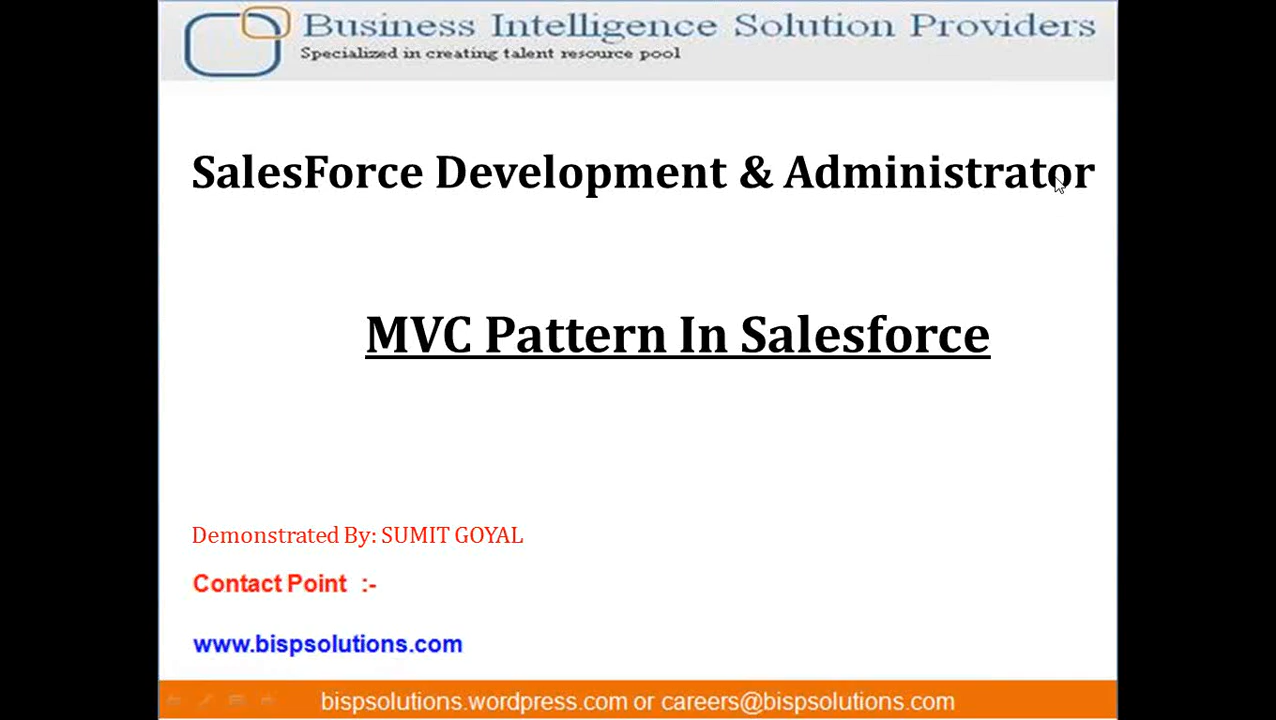 Business Intelligence Solution Providers
Specialized in creating talent resource pool
SalesForce Development & Administrator
MVC Pattern In Salesforce
Demonstrated By: SUMIT GOYAL
Contact Point :-
www.bispsolutions.com
bispsolutions.wordpress.com or careers@bispsolutions.com